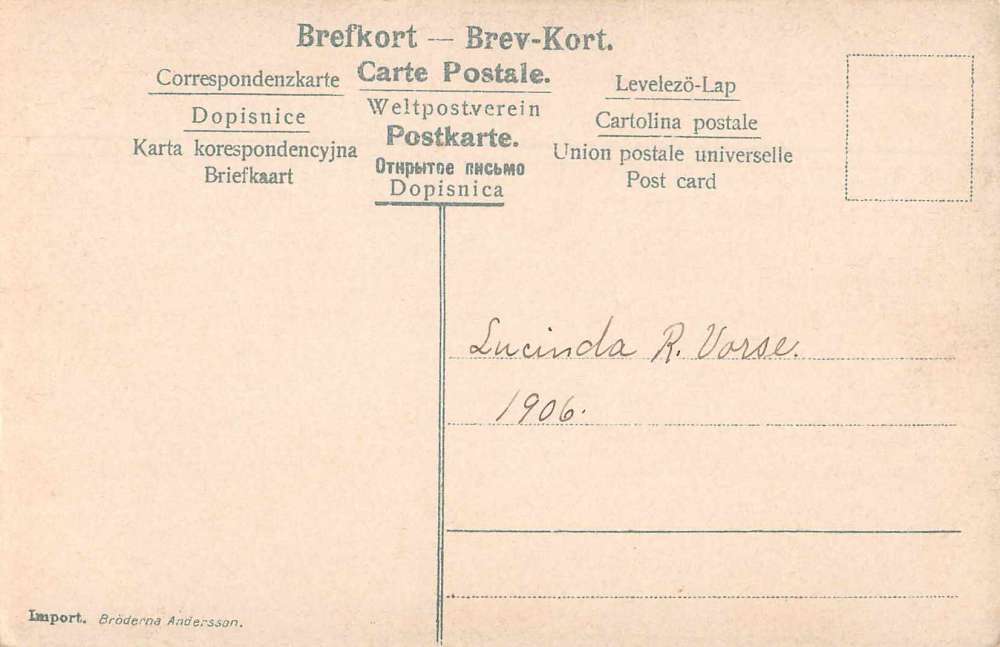 Brefkort — Brev-Kort.
Correspondenzkarte
Carte Postale.
Levelezö-Lap
Dopisnice
Weltpostverein
Cartolina postale
Karta korespondencyjna
Postkarte.
Union postale universelle
Briefkaart
Открытое письмо
Post card
Dopisnica
Lucinda R. Vorse.
1906.
Import. Bröderna Andersson.